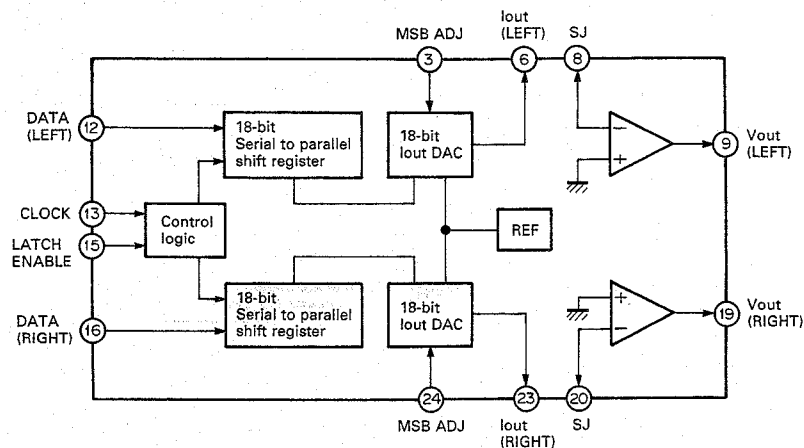 Iout
(LEFT)
MSB ADJ
SJ
3
6
8
DATA
(LEFT)
12
18-bit
Serial to parallel
shift register
18-bit
Iout DAC
−
+
9
Vout
(LEFT)
CLOCK
13
Control
logic
LATCH
ENABLE
15
REF
DATA
(RIGHT)
16
18-bit
Serial to parallel
shift register
18-bit
Iout DAC
+
−
19
Vout
(RIGHT)
24
23
20
MSB ADJ
Iout
(RIGHT)
SJ